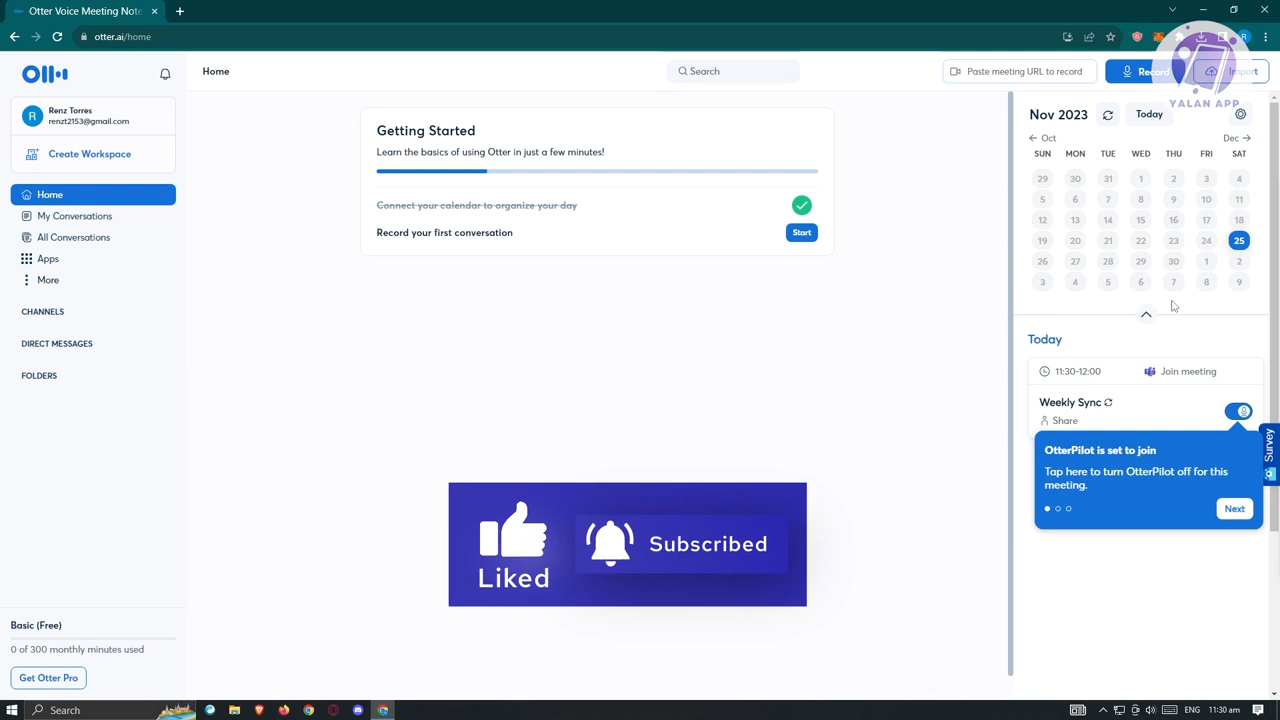 Otter Voice Meeting Note
otter.ai/home
Renz Torres
renzt2153@gmail.com
Create Workspace
Home
My Conversations
All Conversations
Apps
More
CHANNELS
DIRECT MESSAGES
FOLDERS
Basic (Free)
0 of 300 monthly minutes used
Get Otter Pro
Home
Search
Paste meeting URL to record
Record
Import
YALAN APP
Getting Started
Learn the basics of using Otter in just a few minutes!
Connect your calendar to organize your day
Record your first conversation
Start
Liked
Subscribed
Nov 2023
Today
Oct
Dec
SUN MON TUE WED THU FRI SAT
29 30 31 1 2 3 4
5 6 7 8 9 10 11
12 13 14 15 16 17 18
19 20 21 22 23 24 25
26 27 28 29 30 1 2
3 4 5 6 7 8 9
Today
11:30-12:00 Join meeting
Weekly Sync
Share
OtterPilot is set to join
Tap here to turn OtterPilot off for this
meeting.
Next
Survey
Search
11:30 am